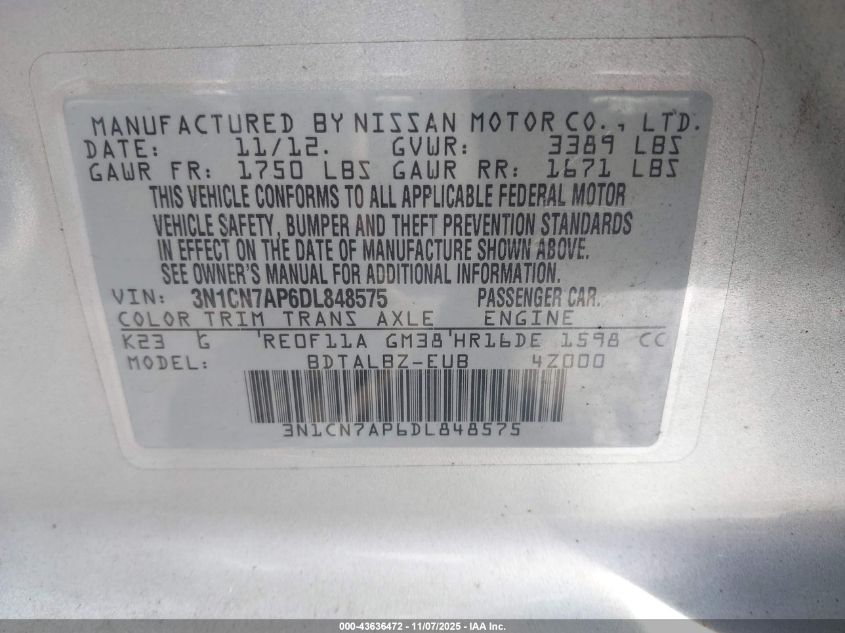 MANUFACTURED BY NISSAN MOTOR CO., LTD.
DATE: 11/12. GVWR: 3389 LBS
GAWR FR: 1750 LBS GAWR RR: 1671 LBS
THIS VEHICLE CONFORMS TO ALL APPLICABLE FEDERAL MOTOR
VEHICLE SAFETY, BUMPER AND THEFT PREVENTION STANDARDS
IN EFFECT ON THE DATE OF MANUFACTURE SHOWN ABOVE.
SEE OWNER'S MANUAL FOR ADDITIONAL INFORMATION.
VIN: 3N1CN7AP6DL848575 PASSENGER CAR.
COLOR TRIM TRANS AXLE ENGINE
K23 G RE0F11A GM38 HR16DE 1598 CC
MODEL: BDTALBZ-EUB 4Z000
3N1CN7AP6DL848575
000-43636472 - 11/07/2025 - IAA Inc.